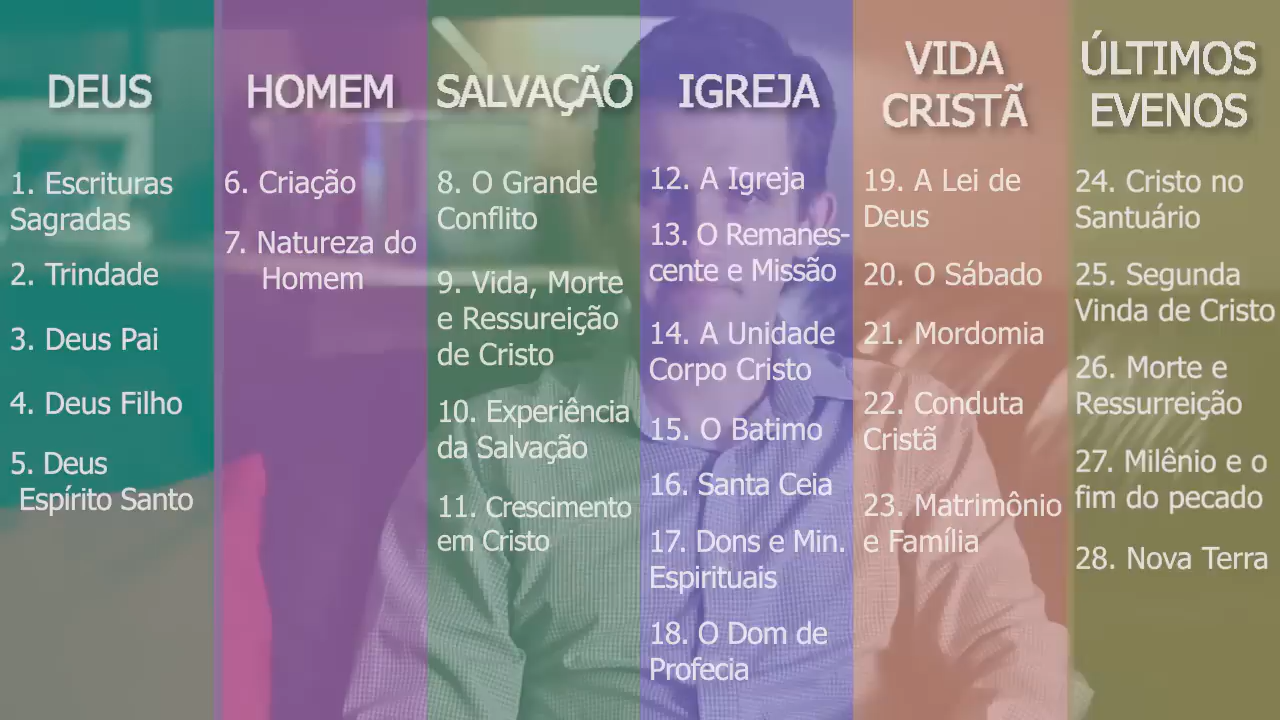 DEUS
1. Escrituras
Sagradas
2. Trindade
3. Deus Pai
4. Deus Filho
5. Deus
Espírito Santo
HOMEM
6. Criação
7. Natureza do
Homem
SALVAÇÃO
8. O Grande
Conflito
9. Vida, Morte
e Ressureição
de Cristo
10. Experiência
da Salvação
11. Crescimento
em Cristo
IGREJA
12. A Igreja
13. O Remanes-
cente e Missão
14. A Unidade
Corpo Cristo
15. O Batimo
16. Santa Ceia
17. Dons e Min.
Espirituais
18. O Dom de
Profecia
VIDA
CRISTÃ
19. A Lei de
Deus
20. O Sábado
21. Mordomia
22. Conduta
Cristã
23. Matrimônio
e Família
ÚLTIMOS
EVENOS
24. Cristo no
Santuário
25. Segunda
Vinda de Cristo
26. Morte e
Ressurreição
27. Milênio e o
fim do pecado
28. Nova Terra